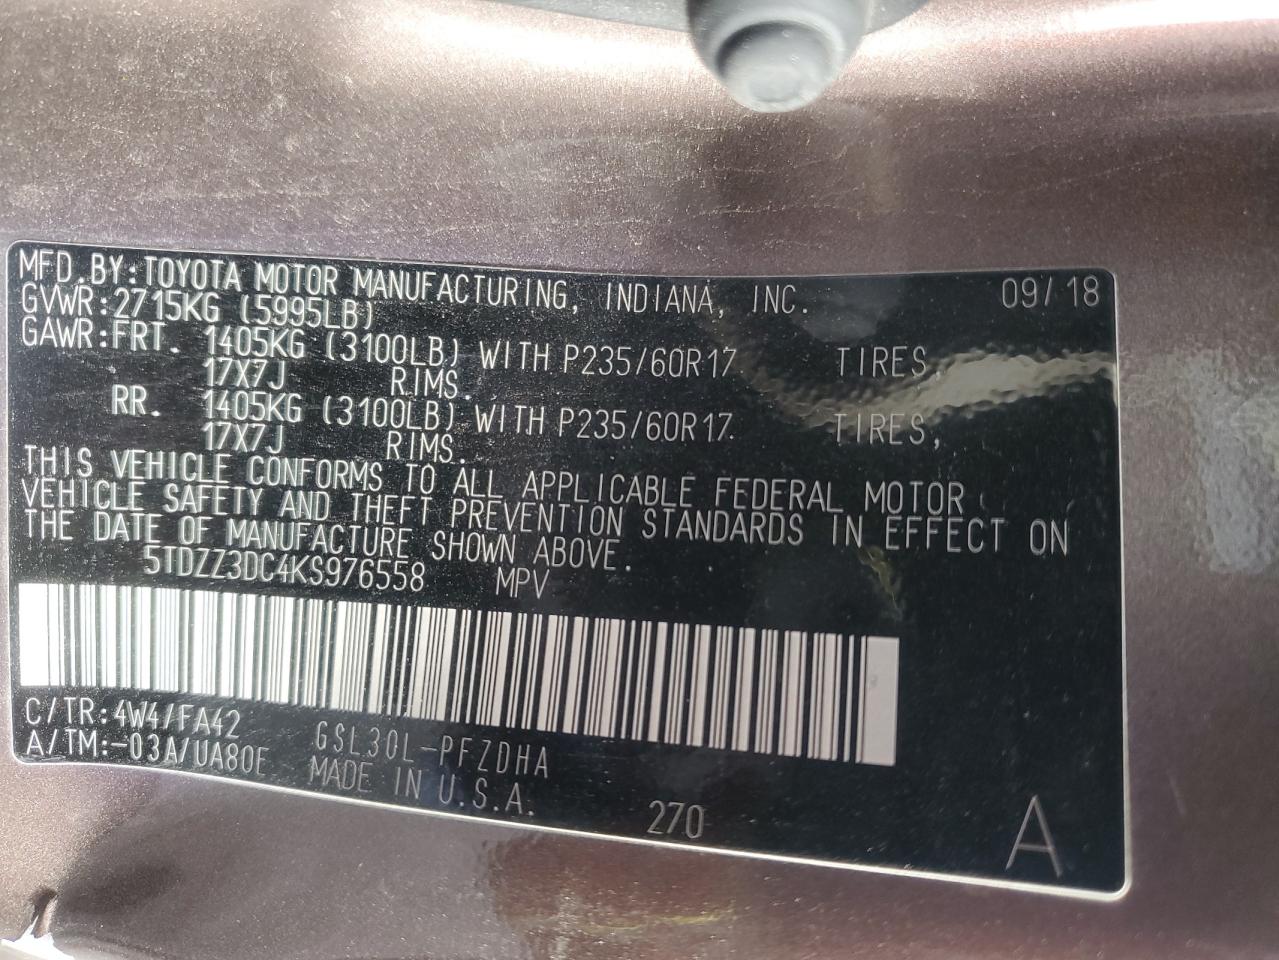 MFD.BY:TOYOTA MOTOR MANUFACTURING, INDIANA, INC. 09/18
GVWR:2715KG (5995LB)
GAWR:FRT. 1405KG (3100LB) WITH P235/60R17 TIRES,
17X7J RIMS.
RR. 1405KG (3100LB) WITH P235/60R17 TIRES,
17X7J RIMS.
THIS VEHICLE CONFORMS TO ALL APPLICABLE FEDERAL MOTOR
VEHICLE SAFETY AND THEFT PREVENTION STANDARDS IN EFFECT ON
THE DATE OF MANUFACTURE SHOWN ABOVE.
5TDZZ3DC4KS976558 MPV
C/TR:4W4/FA42 GSL30L-PFZDHA
A/TM:-03A/UA80E MADE IN U.S.A. 270 A